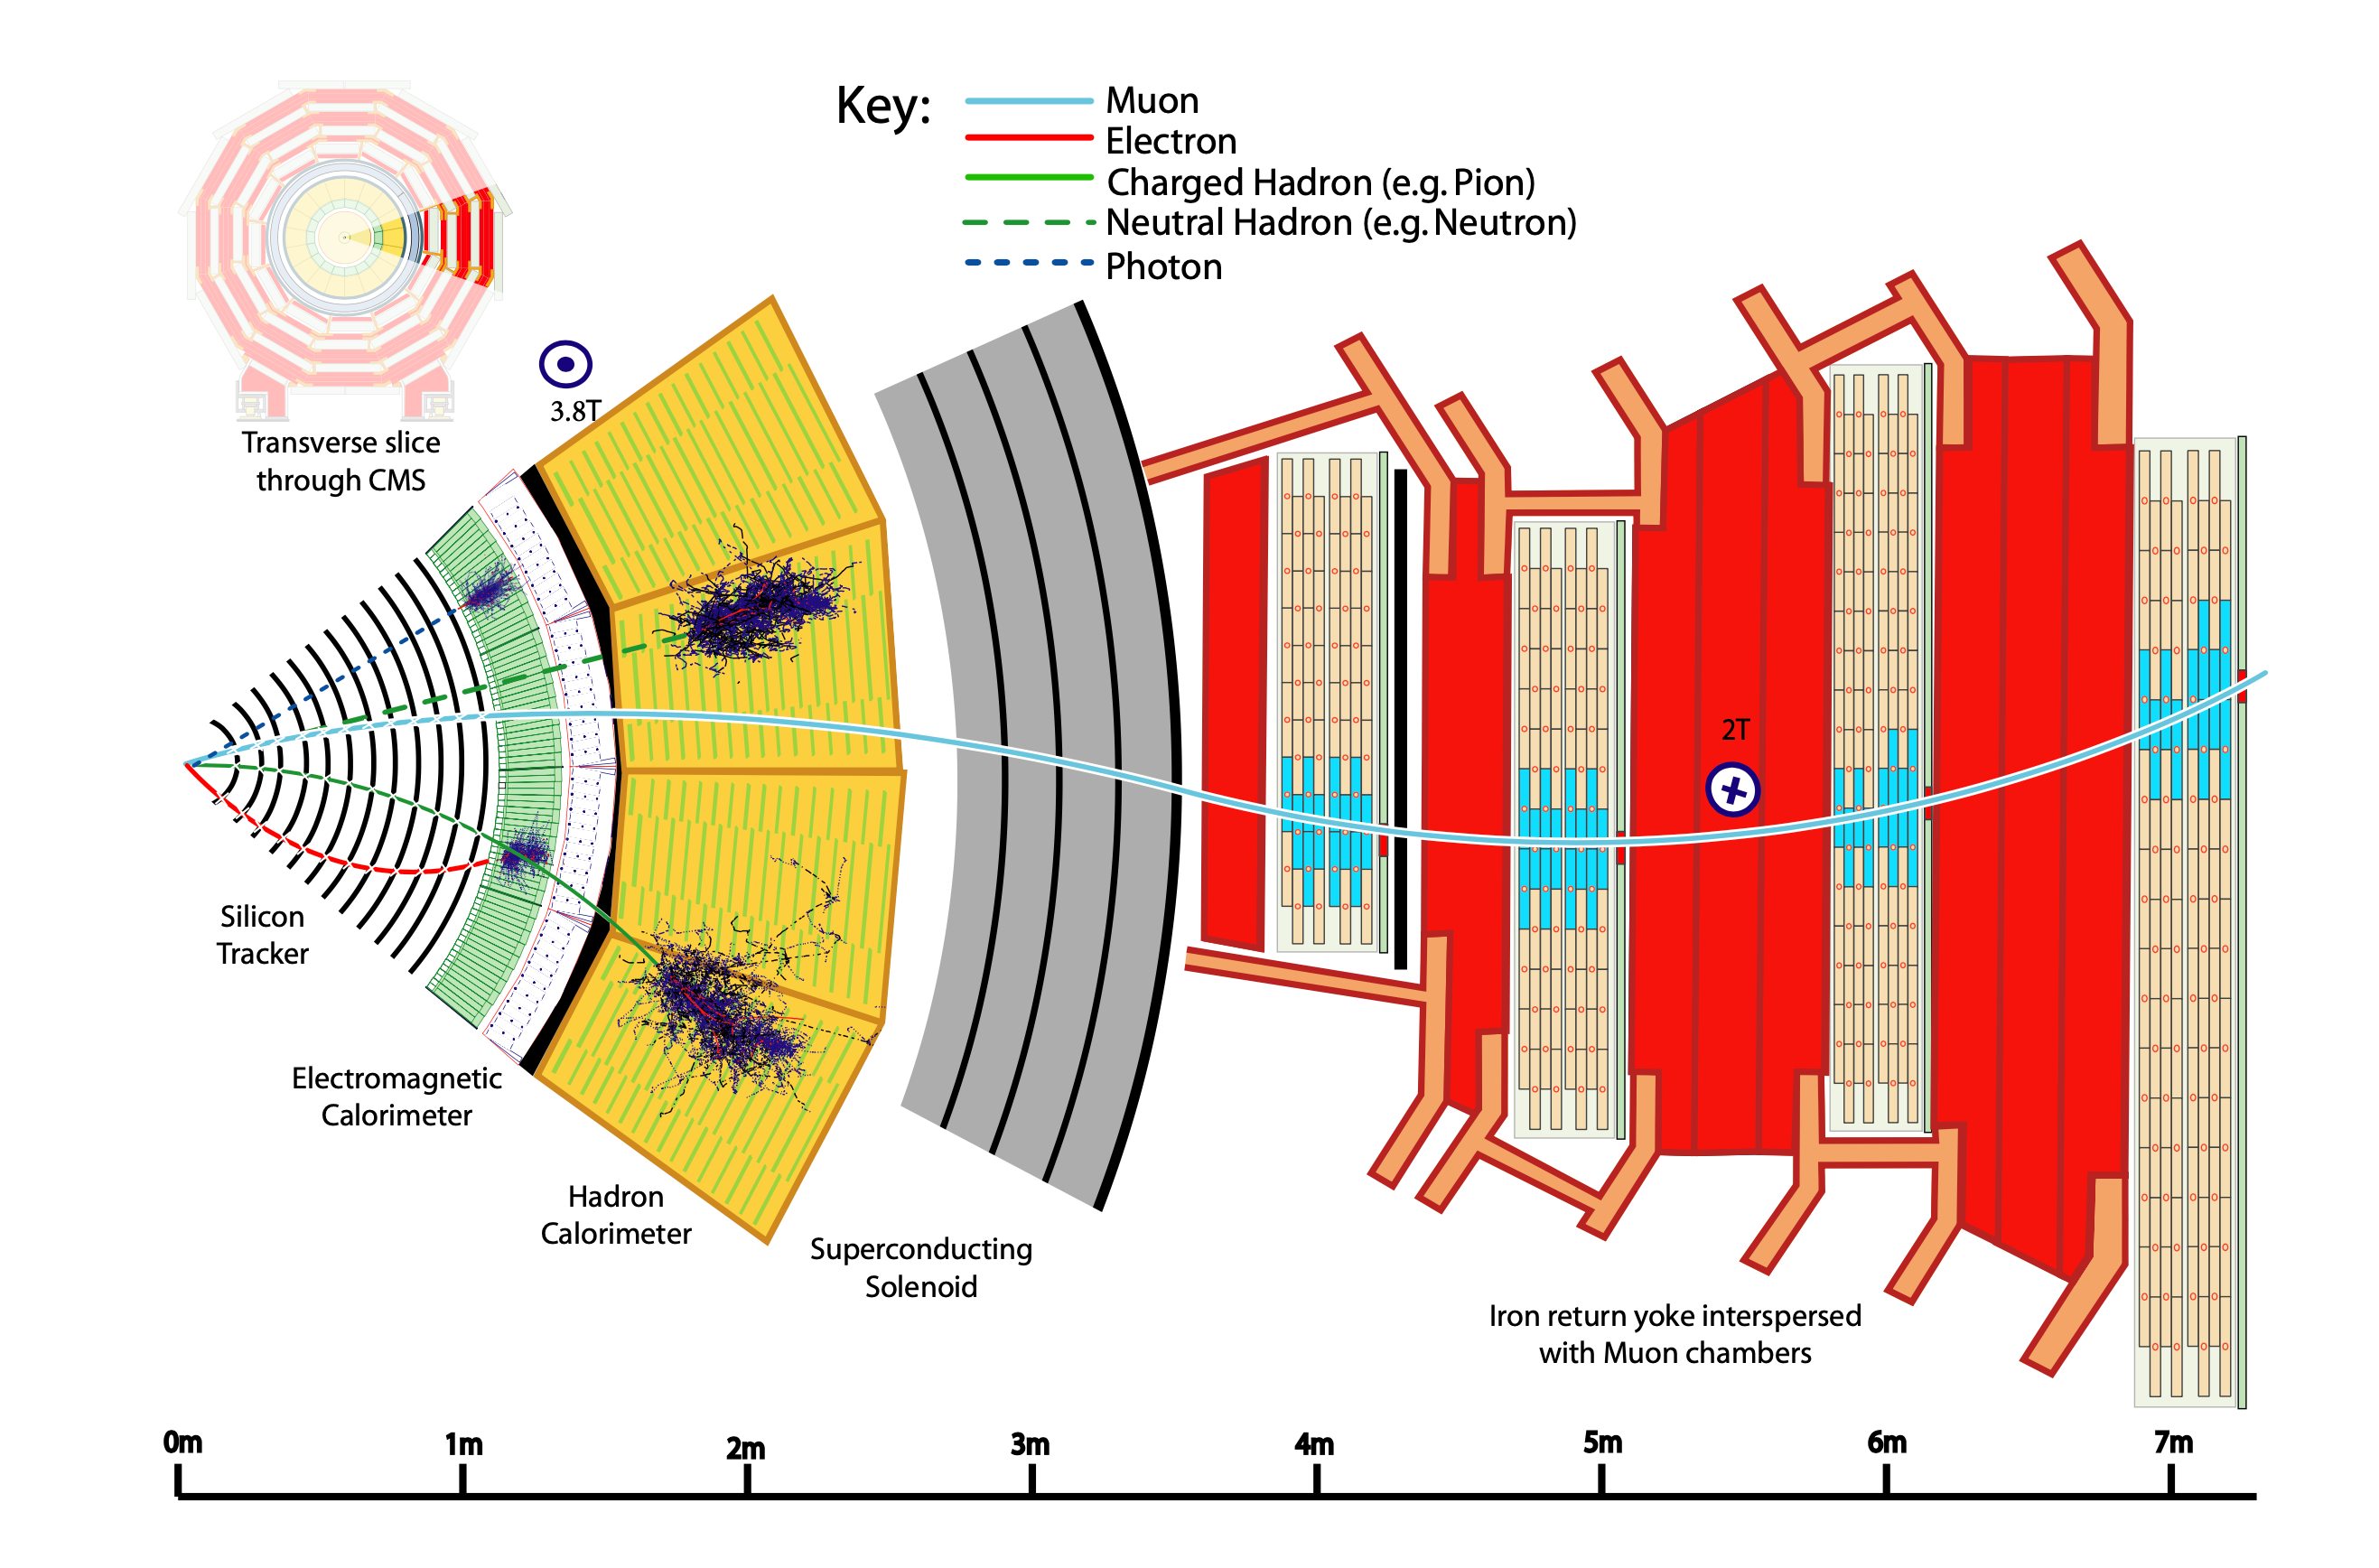 Key:
Muon
Electron
Charged Hadron (e.g. Pion)
Neutral Hadron (e.g. Neutron)
Photon
3.8T
Transverse slice
through CMS
2T
Silicon
Tracker
Electromagnetic
Calorimeter
Hadron
Calorimeter
Superconducting
Solenoid
Iron return yoke interspersed
with Muon chambers
0m 1m 2m 3m 4m 5m 6m 7m